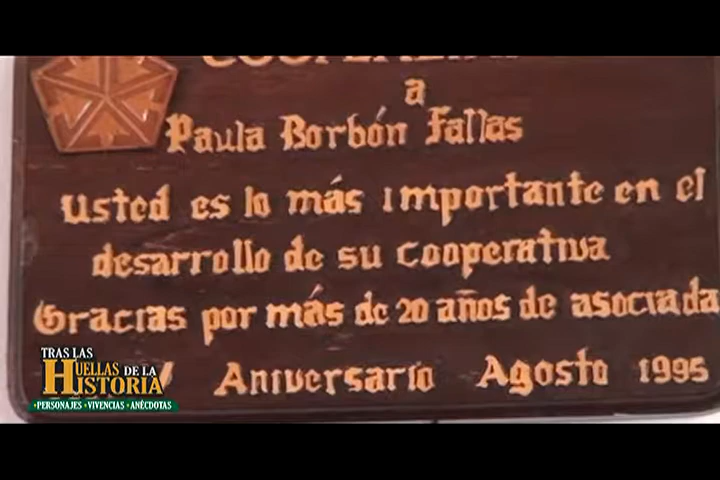 a
Paula Borbón Fallas
usted es lo más importante en el
desarrollo de su cooperativa
Gracias por más de 20 años de asociada
Aniversario Agosto 1995
TRAS LAS
HUELLAS DE LA
HISTORIA
•PERSONAJES •VIVENCIAS •ANÉCDOTAS